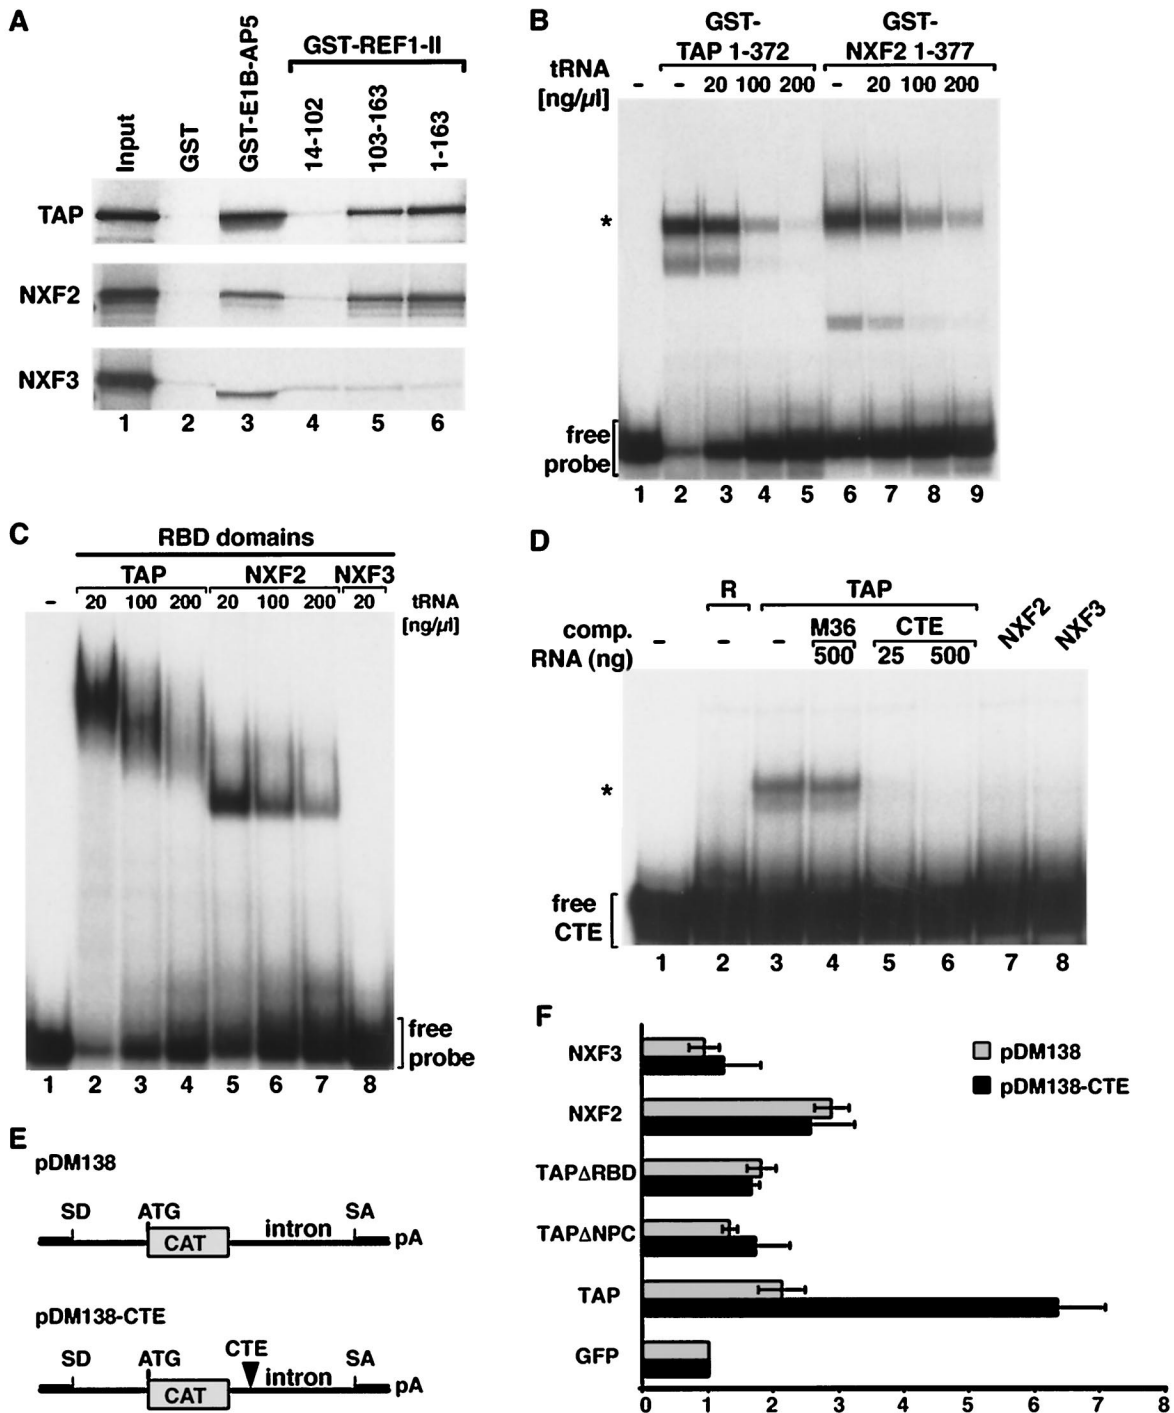 A
GST-E1B-AP5
GST-REF1-II
Input
GST
14-102
103-163
1-163
TAP
NXF2
NXF3
1 2 3 4 5 6
B
GST- GST-
TAP 1-372 NXF2 1-377
tRNA
[ng/µl]
- - 20 100 200 - 20 100 200
*
free
probe
1 2 3 4 5 6 7 8 9
C
RBD domains
TAP NXF2 NXF3
- 20 100 200 20 100 200 20 tRNA
[ng/µl]
free
probe
1 2 3 4 5 6 7 8
D
R TAP
NXF2
NXF3
comp. M36 CTE
RNA (ng) - - - 500 25 500
*
free
CTE
1 2 3 4 5 6 7 8
E
pDM138
SD ATG SA
CAT intron pA
pDM138-CTE
CTE
SD ATG SA
CAT intron pA
F
NXF3
pDM138
pDM138-CTE
NXF2
TAPΔRBD
TAPΔNPC
TAP
GFP
0 1 2 3 4 5 6 7 8